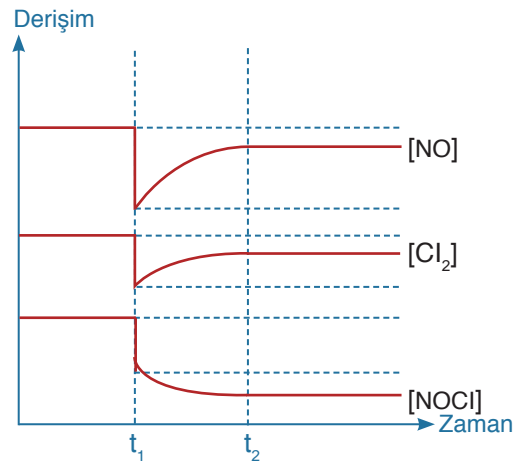 Derişim
[NO]
[Cl₂]
[NOCl]
Zaman
t₁
t₂